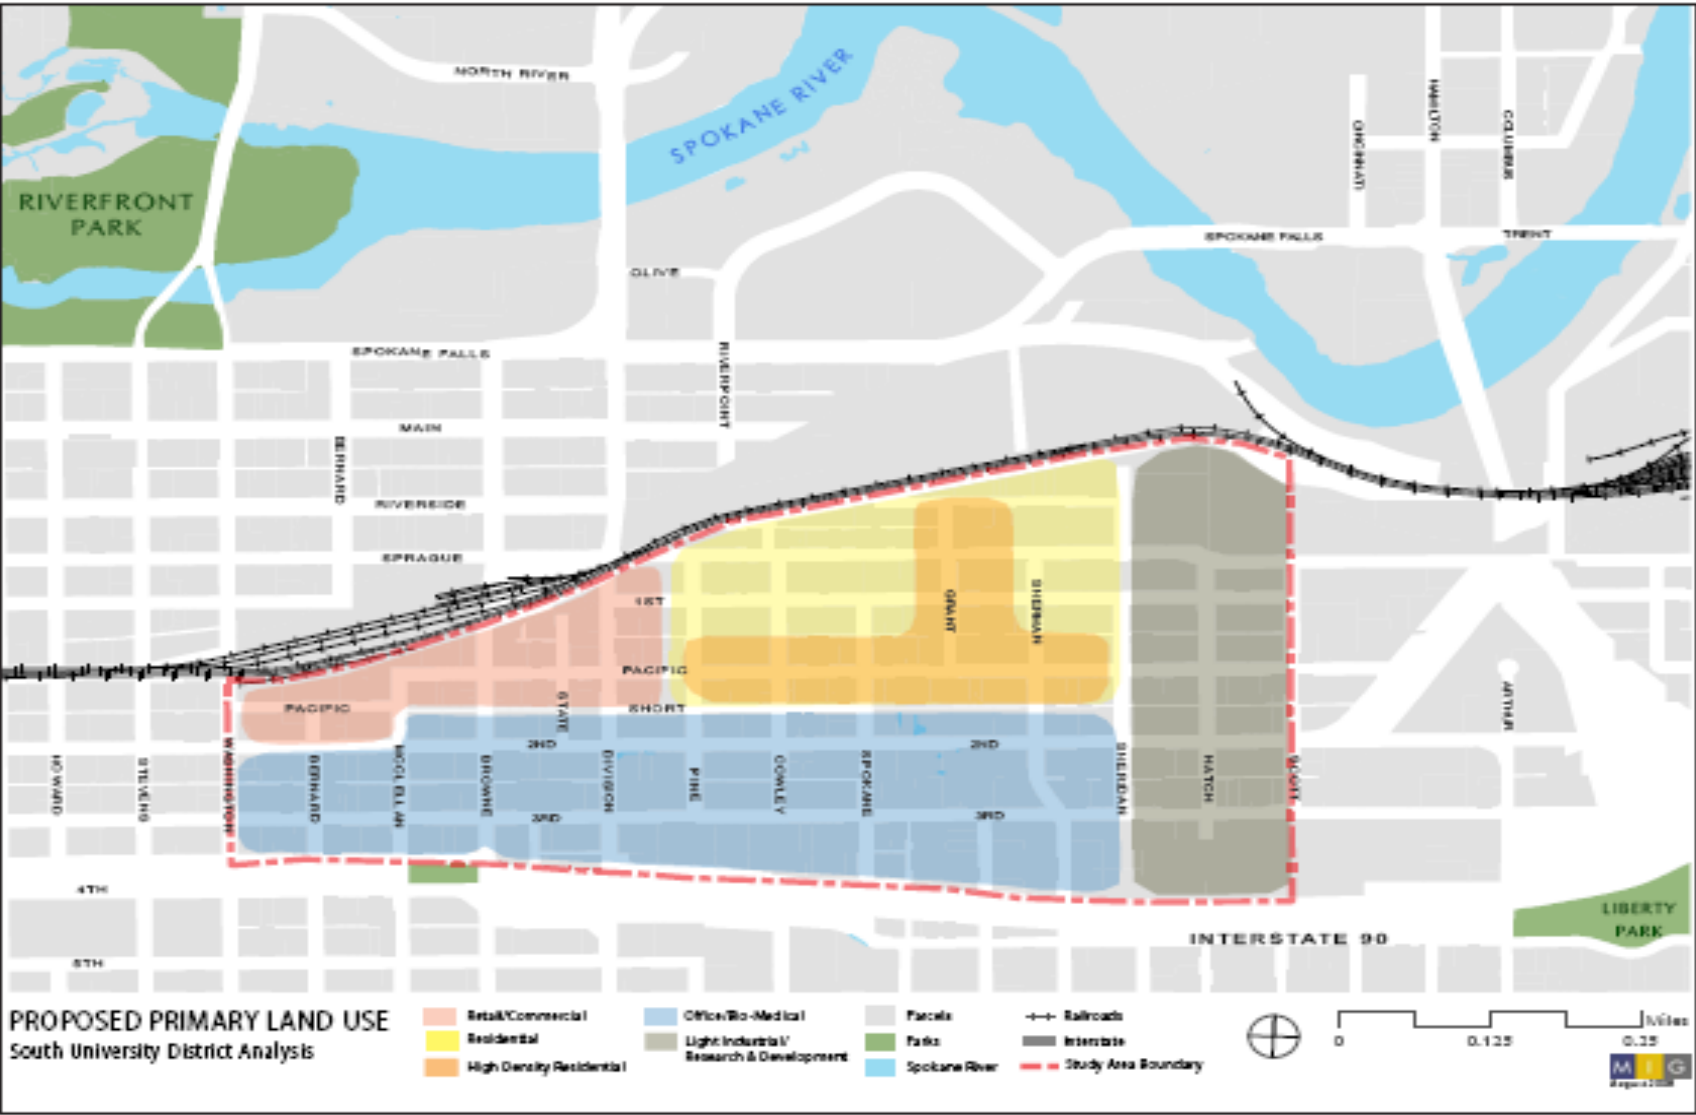 NORTH RIVER
SPOKANE RIVER
HAMILTON
COLUMBUS
CINCINNATI
RIVERFRONT
PARK
SPOKANE FALLS
TRENT
OLIVE
SPOKANE FALLS
RIVERPOINT
MAIN
BERNARD
RIVERSIDE
SPRAGUE
1ST
GRANT
SHERMAN
PACIFIC
PACIFIC
SHORT
STATE
ARTHUR
2ND
2ND
HOWARD
STEVENS
WASHINGTON
BERNARD
MCCLELLAN
BROWNE
DIVISION
PINE
COWLEY
SPOKANE
SHERIDAN
HATCH
SCOTT
3RD
3RD
4TH
LIBERTY
PARK
INTERSTATE 90
5TH
PROPOSED PRIMARY LAND USE
South University District Analysis
Retail/Commercial
Residential
High Density Residential
Office/Bio-Medical
Light Industrial/
Research & Development
Parcels
Parks
Spokane River
Railroads
Interstate
Study Area Boundary
Miles
0 0.125 0.25
M I G